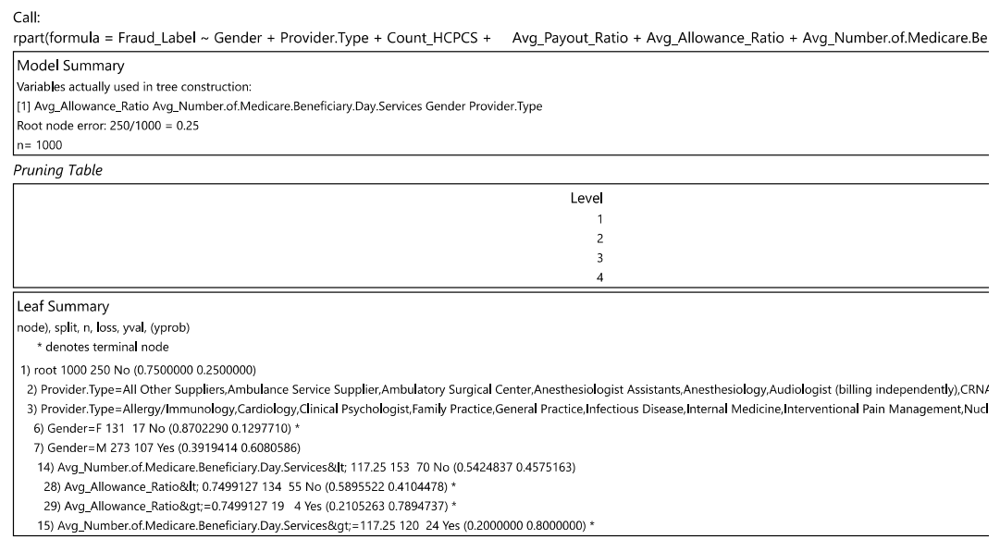 Call:
rpart(formula = Fraud_Label ~ Gender + Provider.Type + Count_HCPCS + Avg_Payout_Ratio + Avg_Allowance_Ratio + Avg_Number.of.Medicare.Be
Model Summary
Variables actually used in tree construction:
[1] Avg_Allowance_Ratio Avg_Number.of.Medicare.Beneficiary.Day.Services Gender Provider.Type
Root node error: 250/1000 = 0.25
n= 1000
Pruning Table
Level
1
2
3
4
Leaf Summary
node), split, n, loss, yval, (yprob)
* denotes terminal node
1) root 1000 250 No (0.7500000 0.2500000)
2) Provider.Type=All Other Suppliers,Ambulance Service Supplier,Ambulatory Surgical Center,Anesthesiologist Assistants,Anesthesiology,Audiologist (billing independently),CRNA
3) Provider.Type=Allergy/Immunology,Cardiology,Clinical Psychologist,Family Practice,General Practice,Infectious Disease,Internal Medicine,Interventional Pain Management,Nucl
6) Gender=F 131 17 No (0.8702290 0.1297710) *
7) Gender=M 273 107 Yes (0.3919414 0.6080586)
14) Avg_Number.of.Medicare.Beneficiary.Day.Services&lt; 117.25 153 70 No (0.5424837 0.4575163)
28) Avg_Allowance_Ratio&lt; 0.7499127 134 55 No (0.5895522 0.4104478) *
29) Avg_Allowance_Ratio&gt;=0.7499127 19 4 Yes (0.2105263 0.7894737) *
15) Avg_Number.of.Medicare.Beneficiary.Day.Services&gt;=117.25 120 24 Yes (0.2000000 0.8000000) *